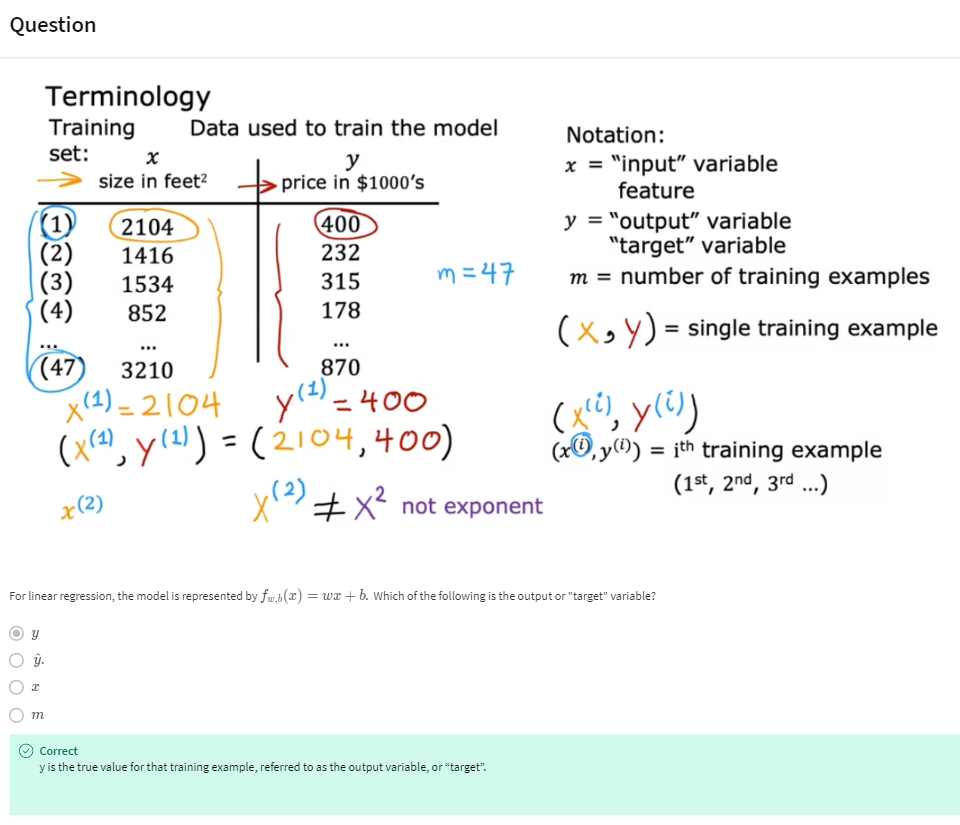 Question
Terminology
Training set: Data used to train the model
x y
size in feet² price in $1000's
(1) 2104 400
(2) 1416 232
(3) 1534 315
(4) 852 178
... ... ...
(47) 3210 870
m = 47
x⁽¹⁾ = 2104 y⁽¹⁾ = 400
(x⁽¹⁾, y⁽¹⁾) = (2104, 400)
x⁽²⁾ x⁽²⁾ ≠ x² not exponent
Notation:
x = "input" variable
feature
y = "output" variable
"target" variable
m = number of training examples
(x, y) = single training example
(x⁽ⁱ⁾, y⁽ⁱ⁾)
(x⁽ⁱ⁾, y⁽ⁱ⁾) = iᵗʰ training example
(1ˢᵗ, 2ⁿᵈ, 3ʳᵈ ...)
For linear regression, the model is represented by f_{w,b}(x) = wx + b. Which of the following is the output or "target" variable?
y
ŷ.
x
m
Correct
y is the true value for that training example, referred to as the output variable, or “target”.